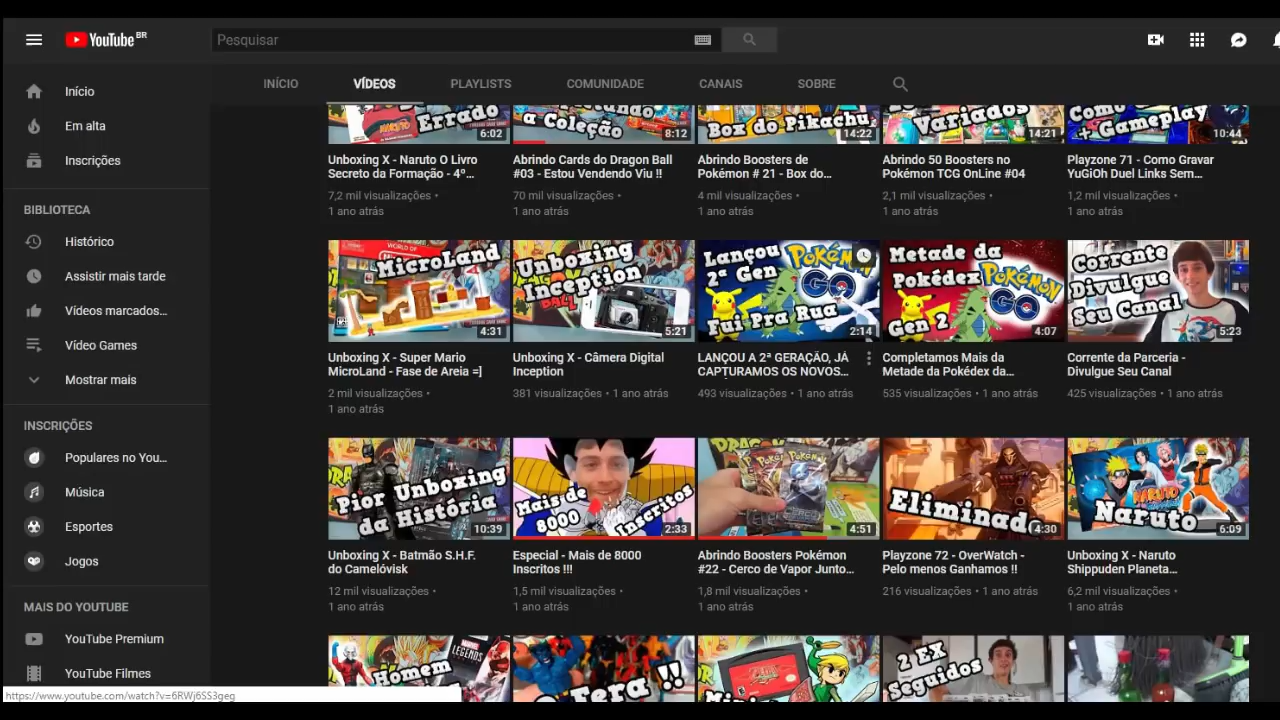 YouTube BR
Pesquisar
INÍCIO
VÍDEOS
PLAYLISTS
COMUNIDADE
CANAIS
SOBRE
Início
Em alta
Inscrições
BIBLIOTECA
Histórico
Assistir mais tarde
Vídeos marcados...
Vídeo Games
Mostrar mais
INSCRIÇÕES
Populares no You...
Música
Esportes
Jogos
MAIS DO YOUTUBE
YouTube Premium
YouTube Filmes
https://www.youtube.com/watch?v=6RWj6SS3geg
NARUTO
Errado
6:02
Unboxing X - Naruto O Livro
Secreto da Formação - 4º...
7,2 mil visualizações •
1 ano atrás
a Coleção
8:12
Abrindo Cards do Dragon Ball
#03 - Estou Vendendo Viu !!
70 mil visualizações •
1 ano atrás
Box do Pikachu
14:22
Abrindo Boosters de
Pokémon # 21 - Box do...
4 mil visualizações •
1 ano atrás
Variados
14:21
Abrindo 50 Boosters no
Pokémon TCG OnLine #04
2,1 mil visualizações •
1 ano atrás
Como
+ Gameplay
10:44
Playzone 71 - Como Gravar
YuGiOh Duel Links Sem...
1,2 mil visualizações •
1 ano atrás
MicroLand
4:31
Unboxing X - Super Mario
MicroLand - Fase de Areia =]
2 mil visualizações •
1 ano atrás
Unboxing
Inception
5:21
Unboxing X - Câmera Digital
Inception
381 visualizações • 1 ano atrás
Lançou
2ª Gen
Pokémon
GO
Fui Pra Rua
2:14
LANÇOU A 2ª GERAÇÃO, JÁ
CAPTURAMOS OS NOVOS...
493 visualizações • 1 ano atrás
Metade da
Pokédex
Pokémon
GO
Gen 2
4:07
Completamos Mais da
Metade da Pokédex da...
535 visualizações • 1 ano atrás
Corrente
Divulgue
Seu Canal
5:23
Corrente da Parceria -
Divulgue Seu Canal
425 visualizações • 1 ano atrás
Pior Unboxing
da História
10:39
Unboxing X - Batmão S.H.F.
do Camelóvisk
12 mil visualizações •
1 ano atrás
Mais de
8000
Inscritos
2:33
Especial - Mais de 8000
Inscritos !!!
1,5 mil visualizações •
1 ano atrás
4:51
Abrindo Boosters Pokémon
#22 - Cerco de Vapor Junto...
1,8 mil visualizações •
1 ano atrás
Eliminad
4:30
Playzone 72 - OverWatch -
Pelo menos Ganhamos !!
216 visualizações • 1 ano atrás
Naruto
6:09
Unboxing X - Naruto
Shippuden Planeta...
6,2 mil visualizações •
1 ano atrás
Homem
LEGENDS
Fera !!
2 EX
Seguidos